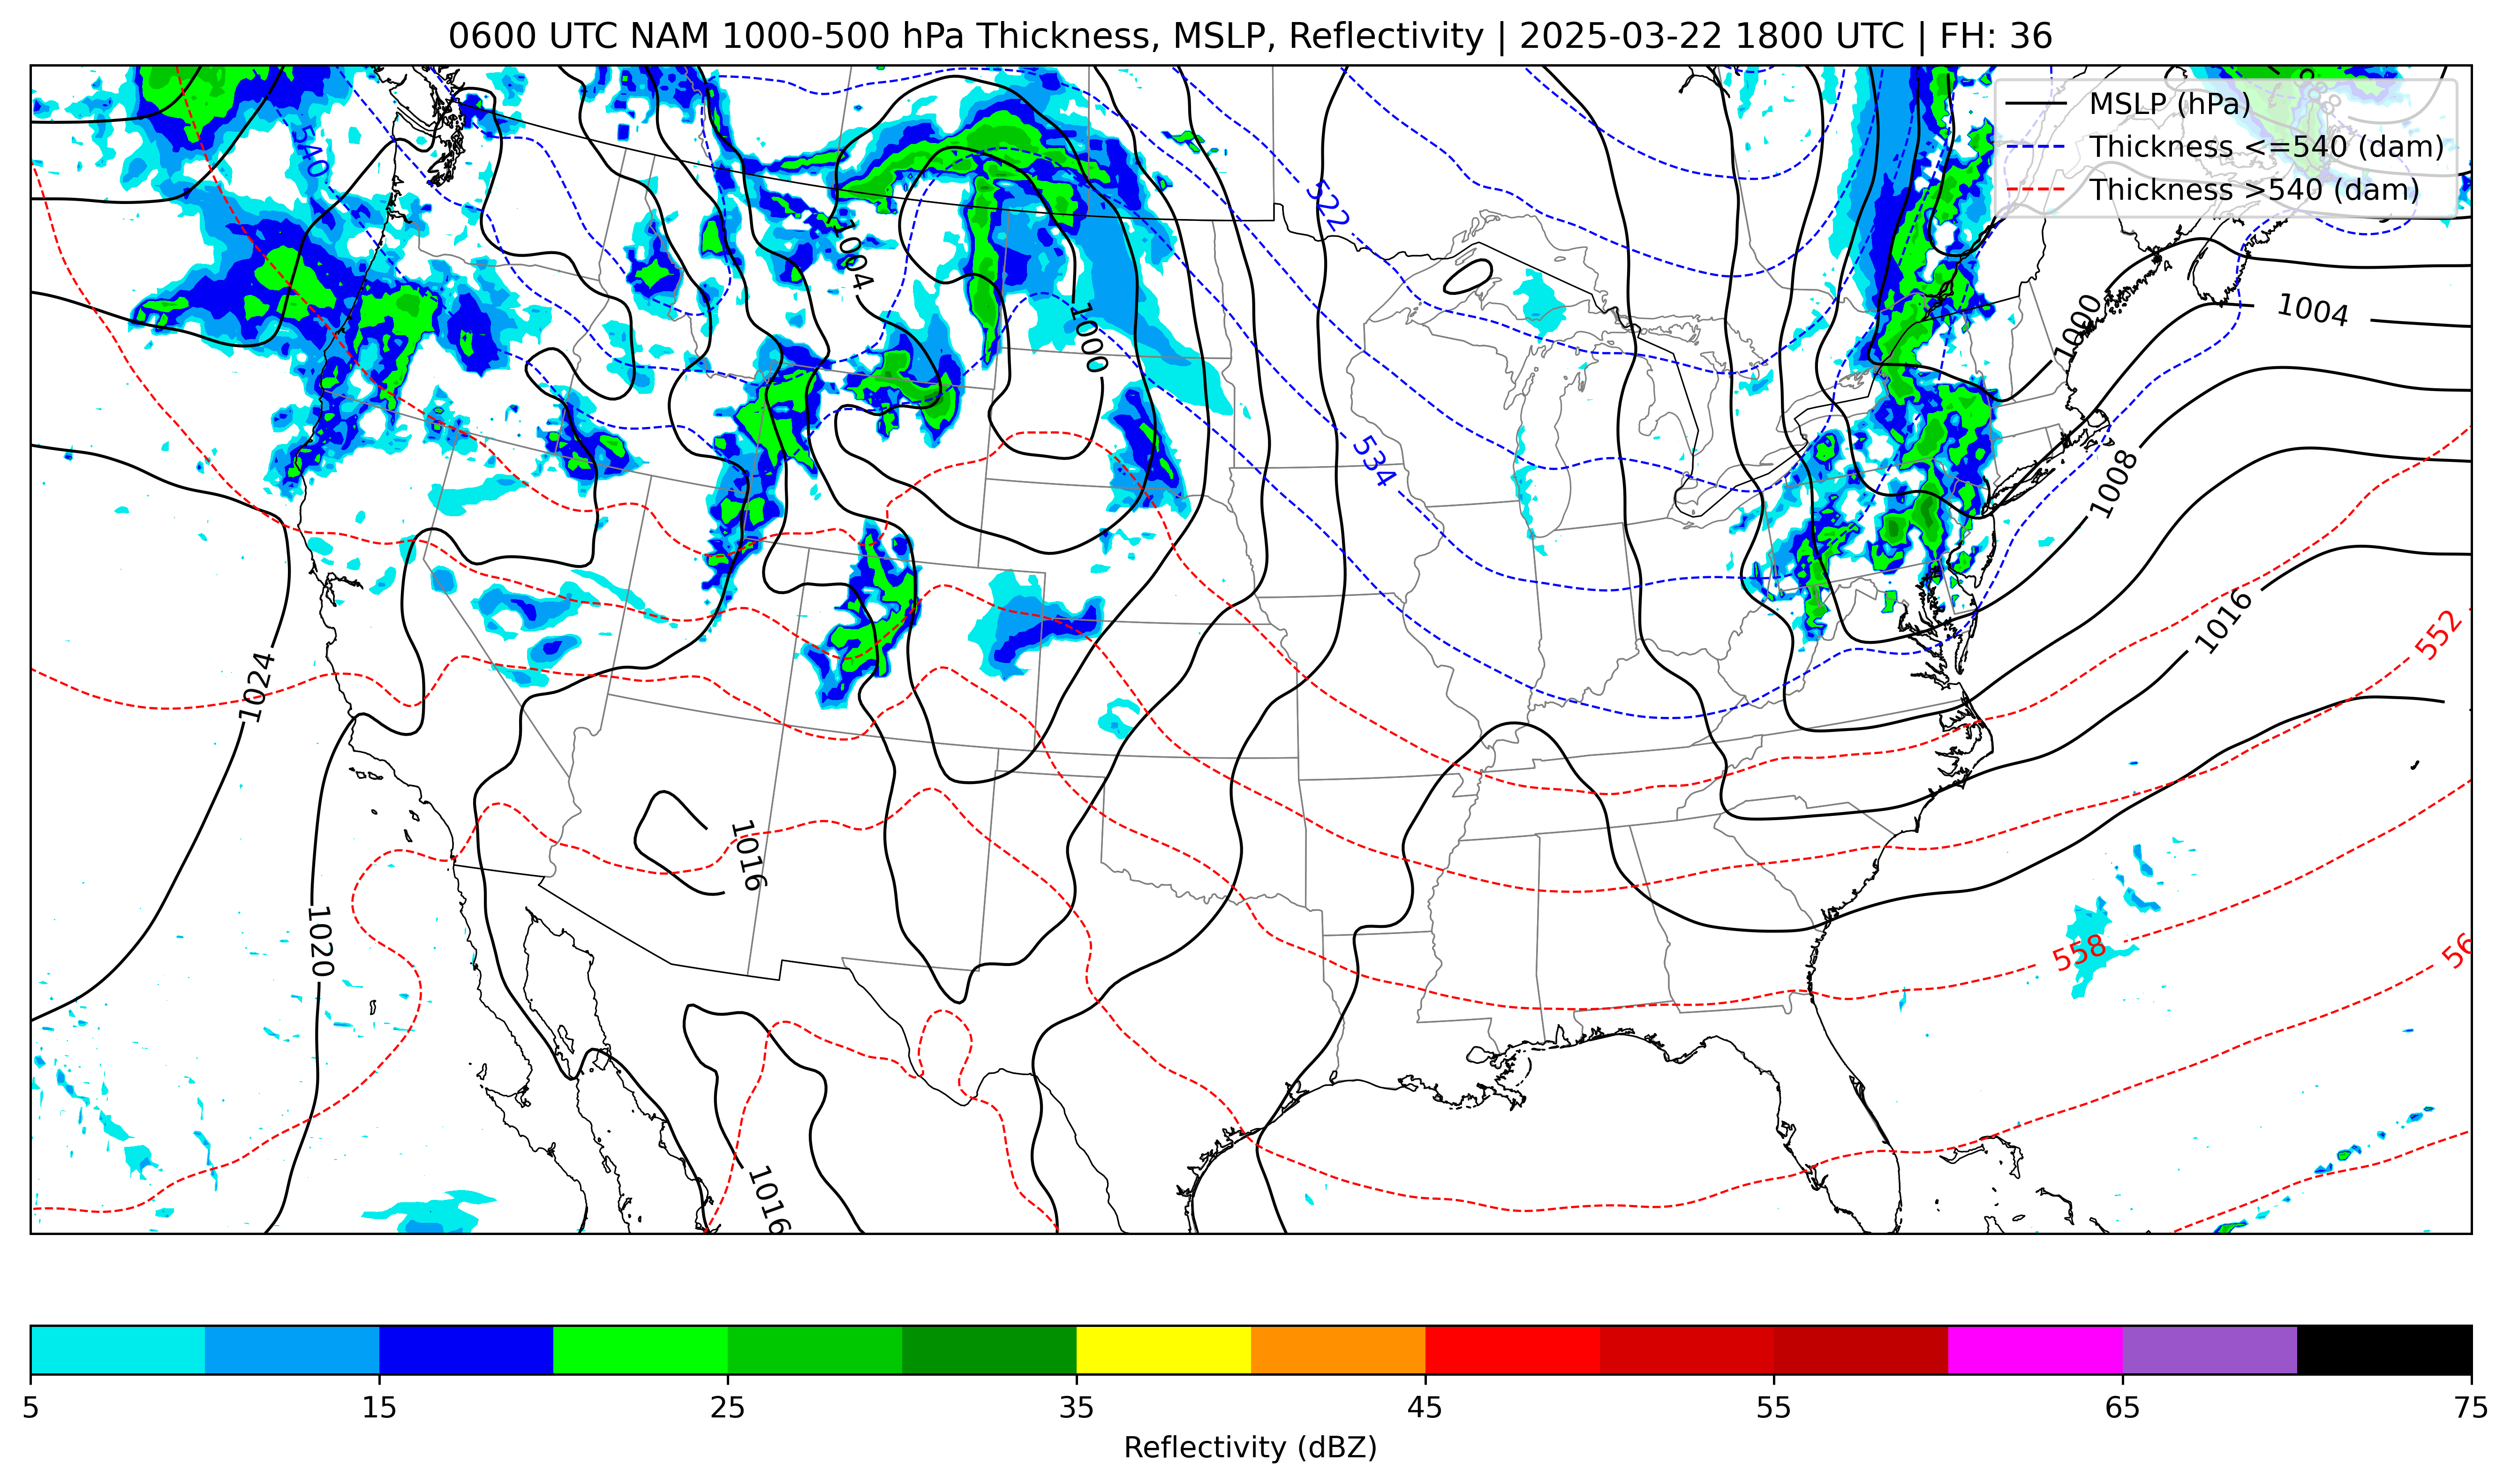 0600 UTC NAM 1000-500 hPa Thickness, MSLP, Reflectivity | 2025-03-22 1800 UTC | FH: 36
MSLP (hPa)
Thickness <=540 (dam)
Thickness >540 (dam)
540
522
1004
1000
1000
1004
534
1008
1016
552
1024
1016
1020
558
56
1016
5 15 25 35 45 55 65 75
Reflectivity (dBZ)